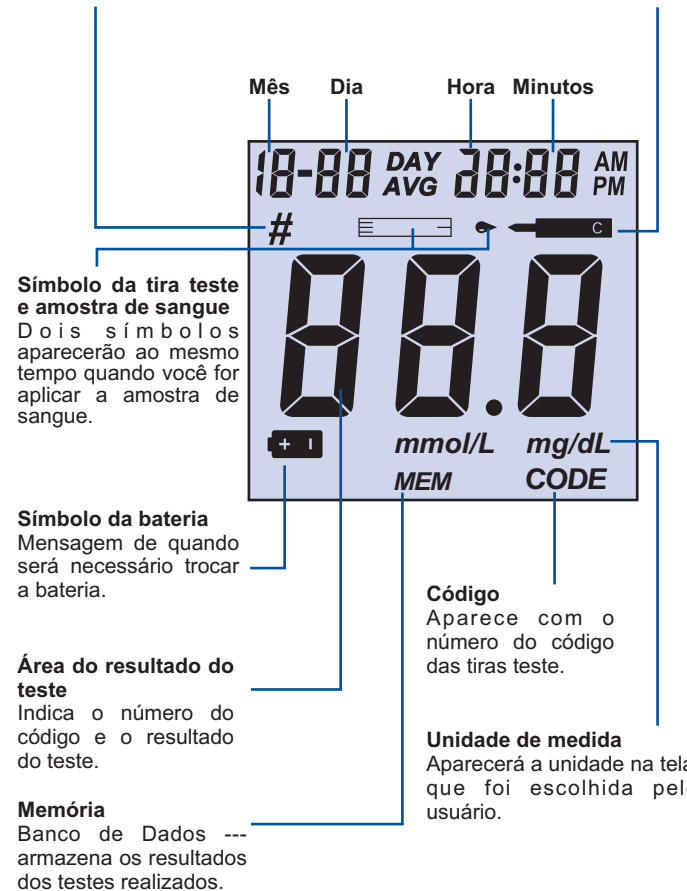 Mês Dia Hora Minutos
18-88 DAY AVG 28:88 AM PM
# C
88.8
Símbolo da tira teste
e amostra de sangue
Dois símbolos
aparecerão ao mesmo
tempo quando você for
aplicar a amostra de
sangue.
+ I mmol/L mg/dL
MEM CODE
Símbolo da bateria
Mensagem de quando
será necessário trocar
a bateria.
Código
Aparece com o
número do código
das tiras teste.
Área do resultado do
teste
Indica o número do
código e o resultado
do teste.
Unidade de medida
Aparecerá a unidade na tela
que foi escolhida pelo
usuário.
Memória
Banco de Dados ---
armazena os resultados
dos testes realizados.